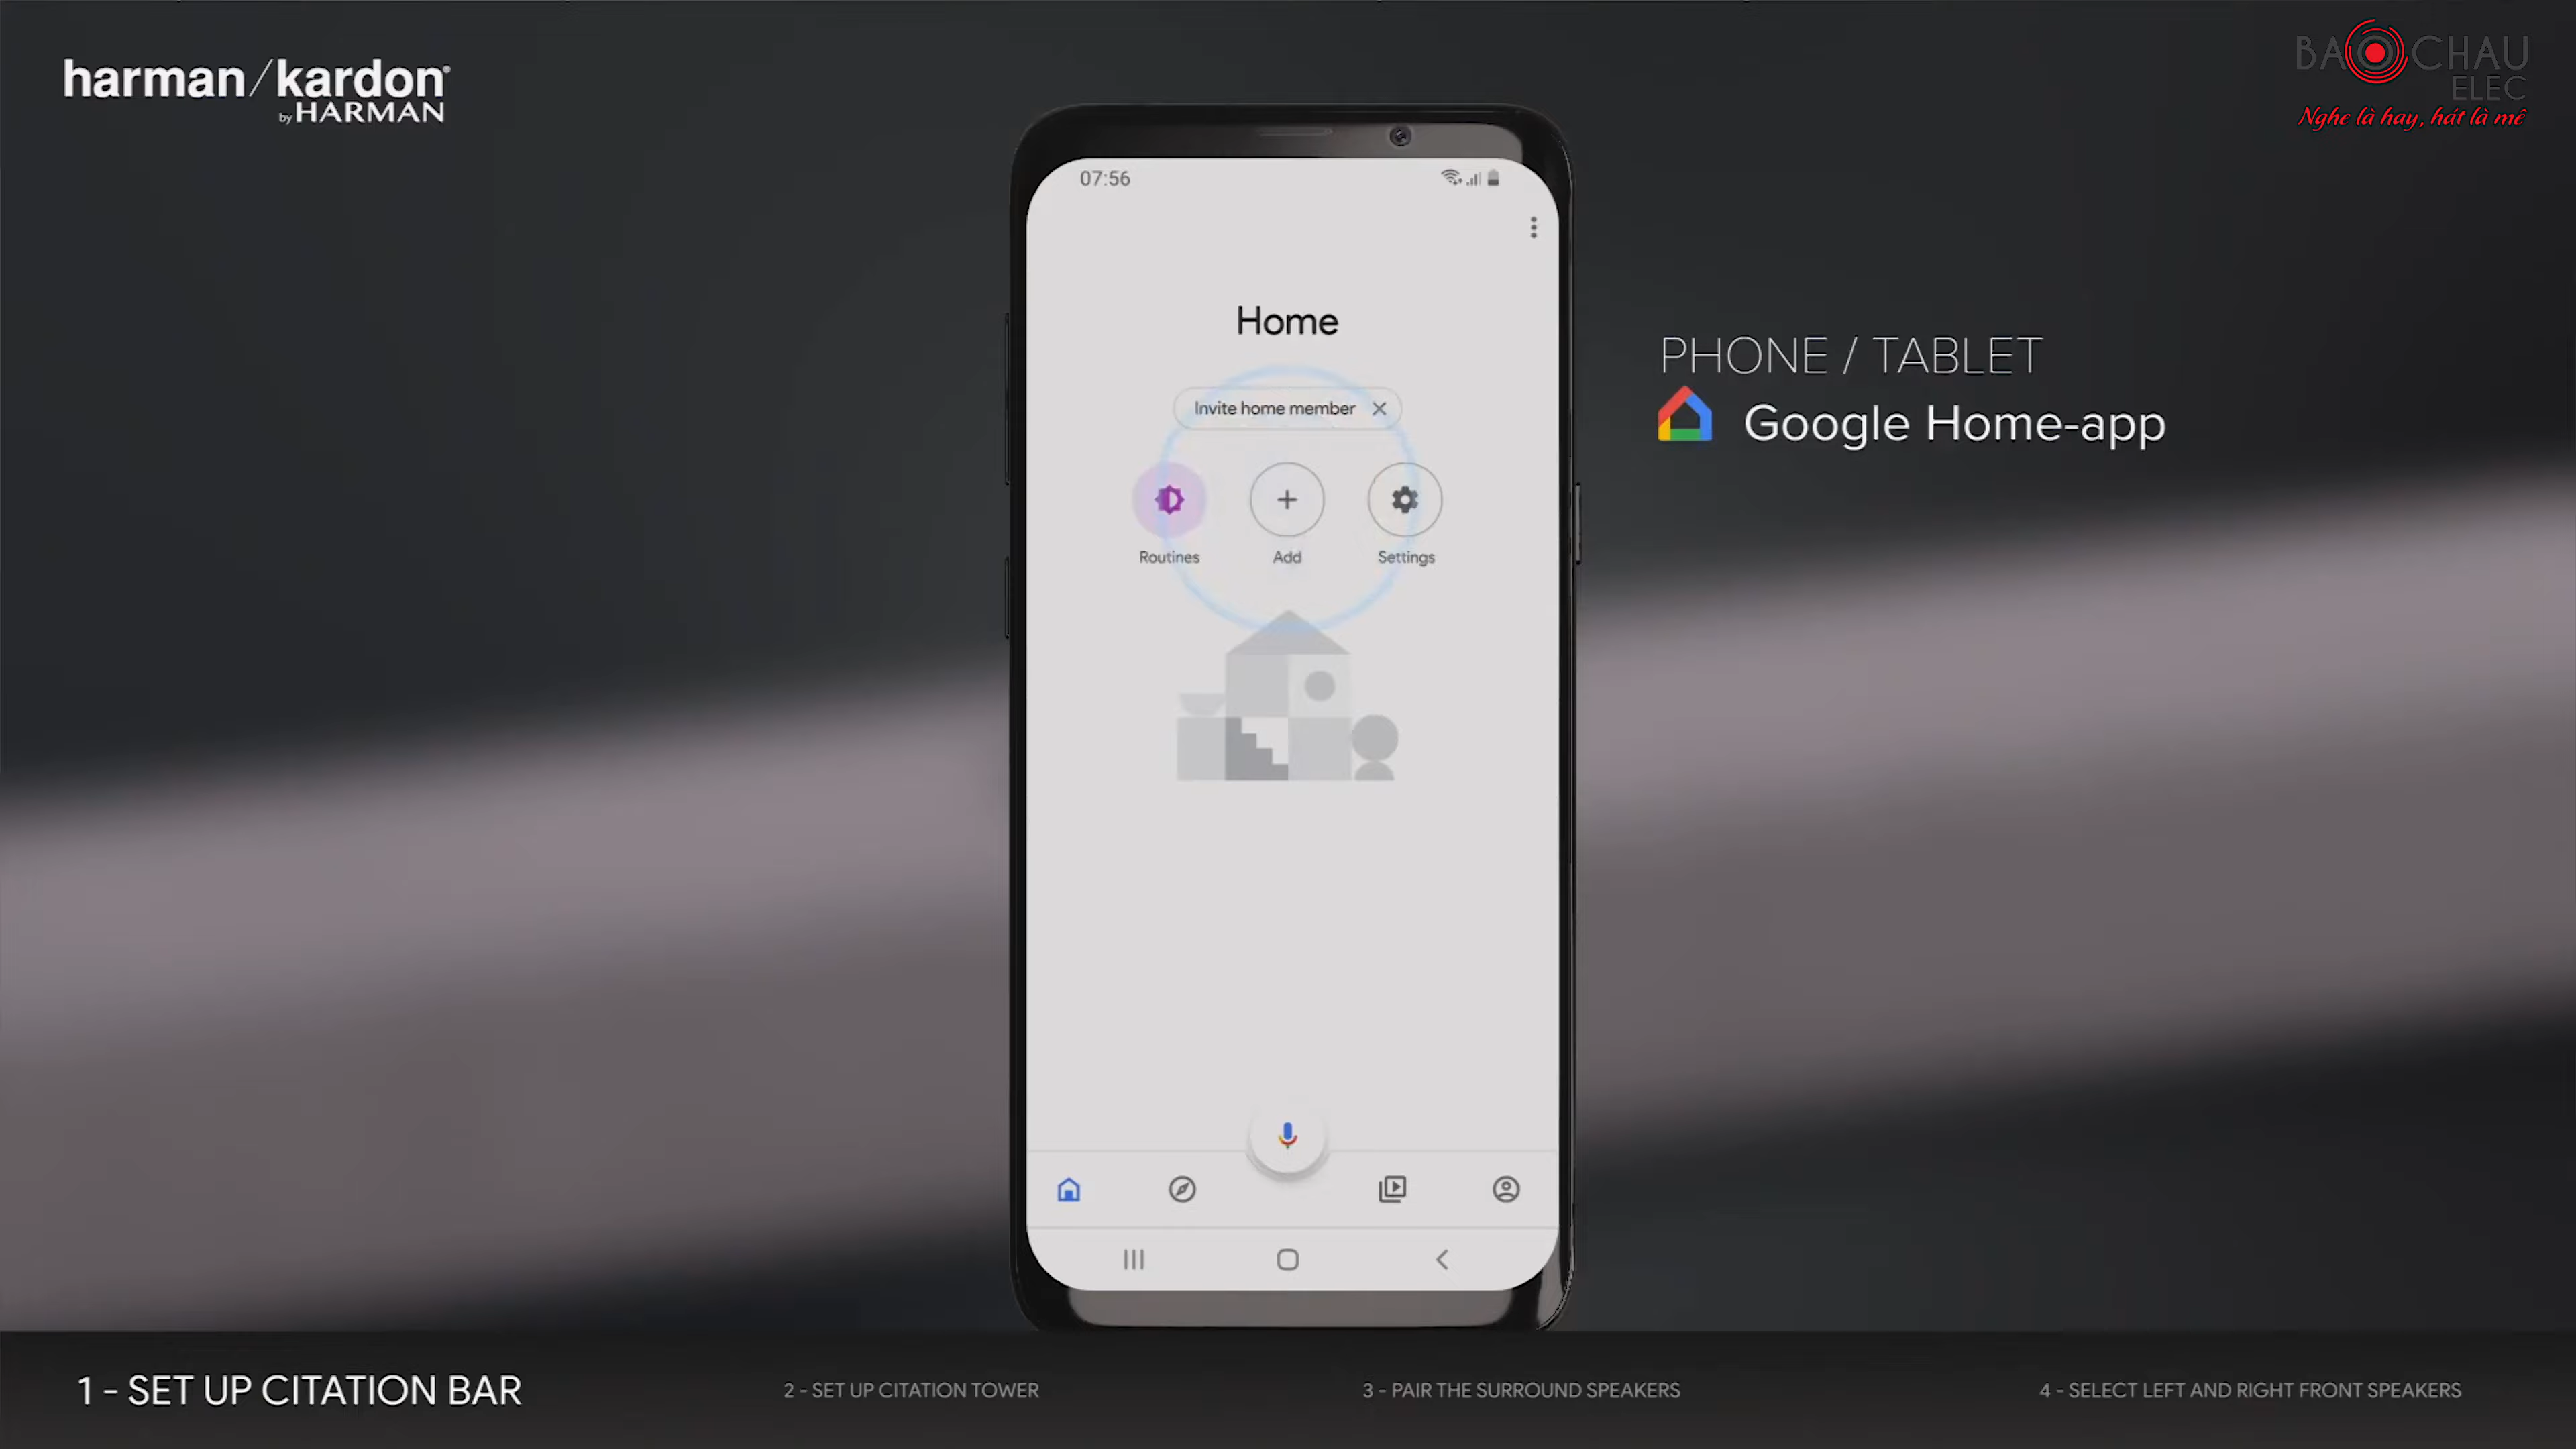 harman/kardon®
by HARMAN
BAO CHAU
ELEC
Nghe là hay, hát là mê
07:56
Home
Invite home member
Routines
Add
Settings
PHONE / TABLET
Google Home-app
1 - SET UP CITATION BAR
2 - SET UP CITATION TOWER
3 - PAIR THE SURROUND SPEAKERS
4 - SELECT LEFT AND RIGHT FRONT SPEAKERS